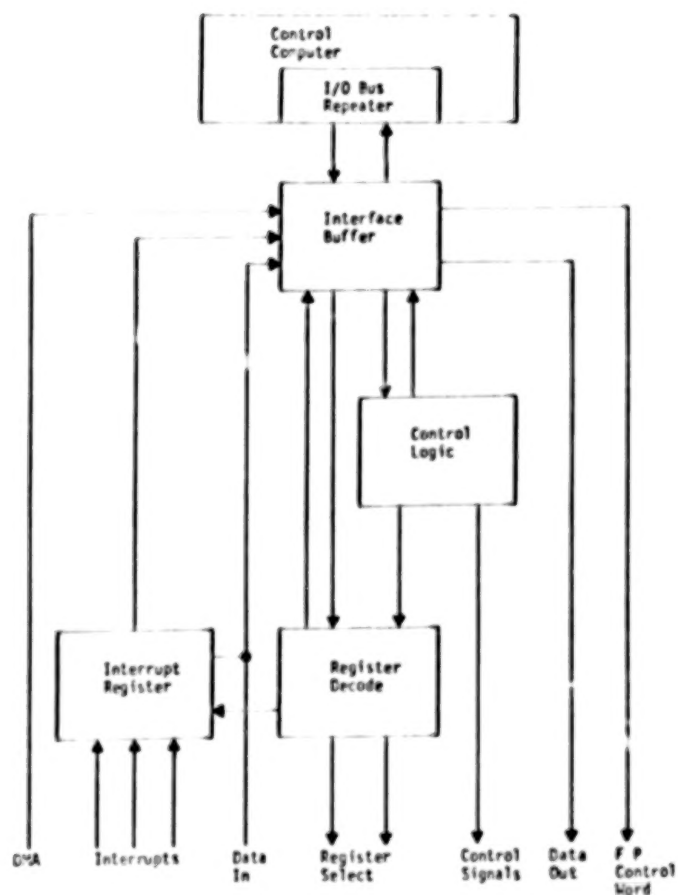 Control
Computer
I/O Bus
Repeater
Interface
Buffer
Control
Logic
Interrupt
Register
Register
Decode
DMA
Interrupts
Data
In
Register
Select
Control
Signals
Data
Out
F P
Control
Word